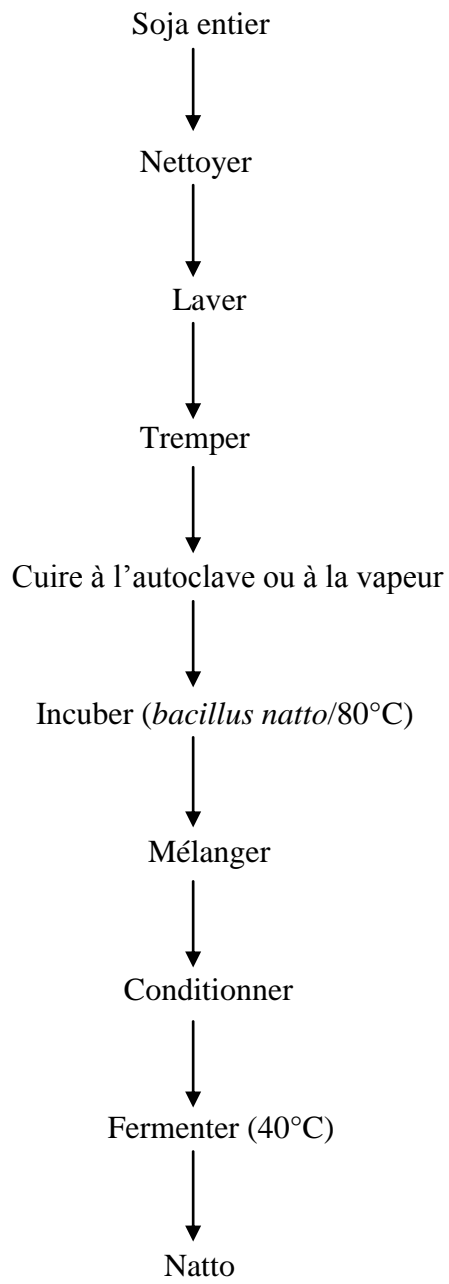 Soja entier
Nettoyer
Laver
Tremper
Cuire à l’autoclave ou à la vapeur
Incuber (bacillus natto/80°C)
Mélanger
Conditionner
Fermenter (40°C)
Natto